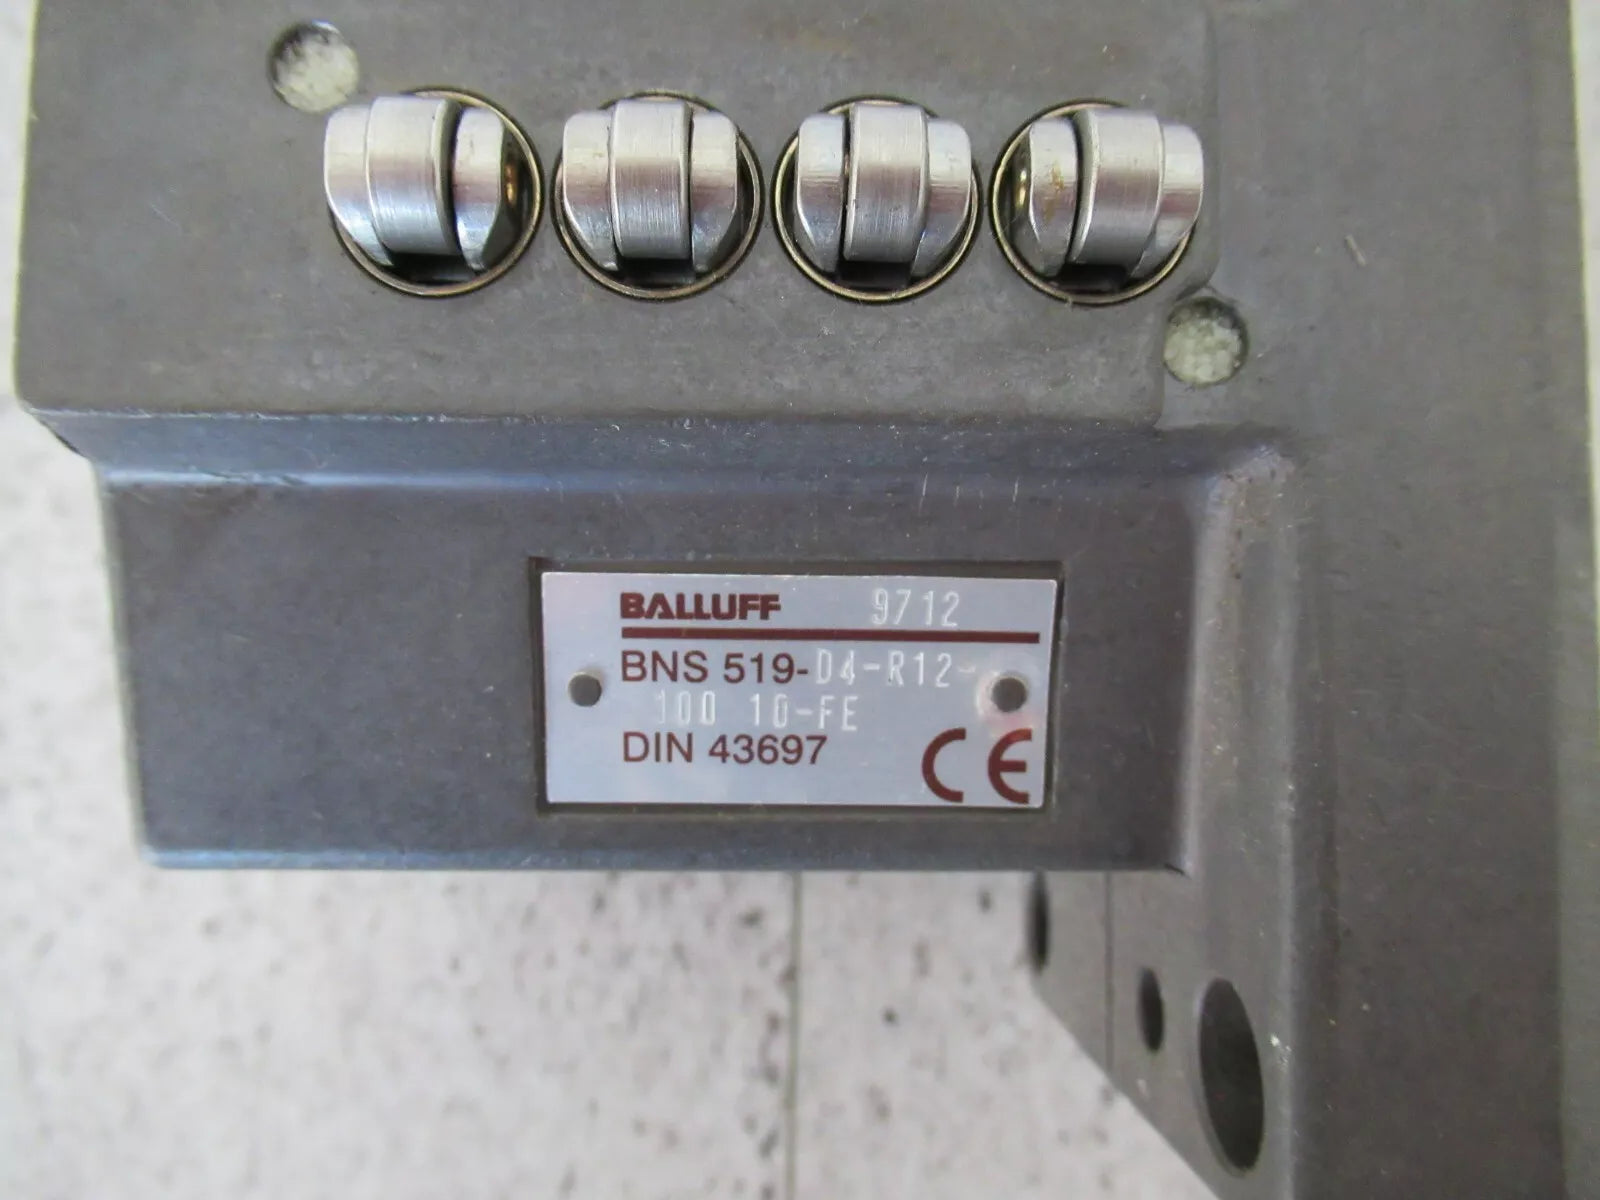 BALLUFF 9712
BNS 519-D4-R12-
100 10-FE
DIN 43697
CE